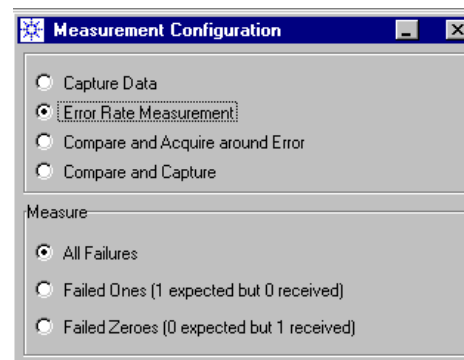 Measurement Configuration
Capture Data
Error Rate Measurement
Compare and Acquire around Error
Compare and Capture
Measure
All Failures
Failed Ones (1 expected but 0 received)
Failed Zeroes (0 expected but 1 received)